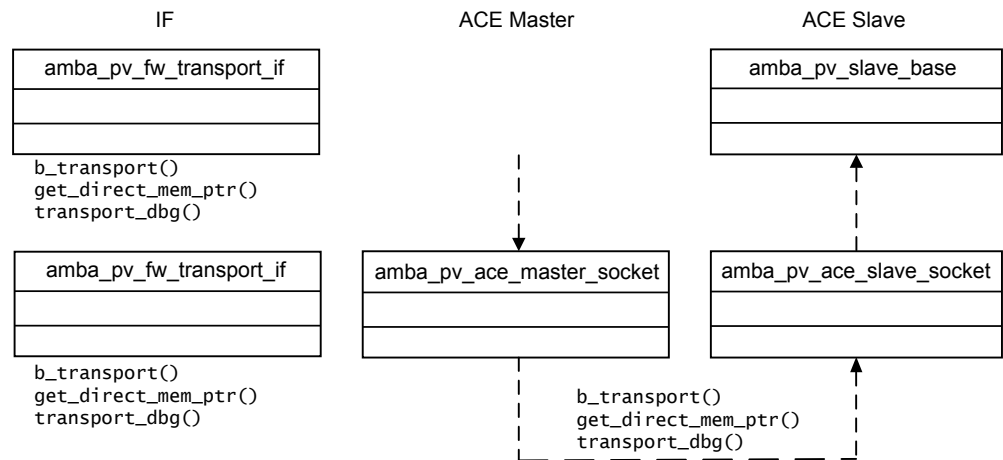 IF
ACE Master
ACE Slave
amba_pv_fw_transport_if
amba_pv_slave_base
b_transport()
get_direct_mem_ptr()
transport_dbg()
amba_pv_fw_transport_if
amba_pv_ace_master_socket
amba_pv_ace_slave_socket
b_transport()
get_direct_mem_ptr()
transport_dbg()
b_transport()
get_direct_mem_ptr()
transport_dbg()